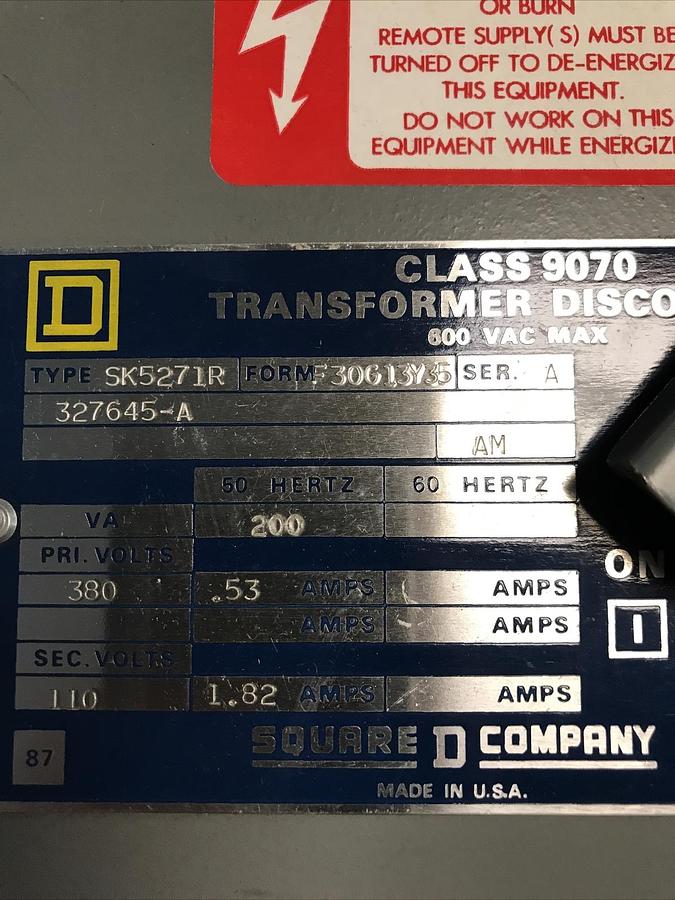 OR BURN
REMOTE SUPPLY(S) MUST BE
TURNED OFF TO DE-ENERGIZ
THIS EQUIPMENT.
DO NOT WORK ON THIS
EQUIPMENT WHILE ENERGIZE
D
CLASS 9070
TRANSFORMER DISCO
600 VAC MAX
TYPE SK5271R FORM F30G13Y35 SER. A
327645-A
AM
50 HERTZ 60 HERTZ
VA 200
PRI. VOLTS
380 .53 AMPS AMPS
AMPS AMPS
SEC. VOLTS
110 1.82 AMPS AMPS
ON
I
SQUARE D COMPANY
87
MADE IN U.S.A.